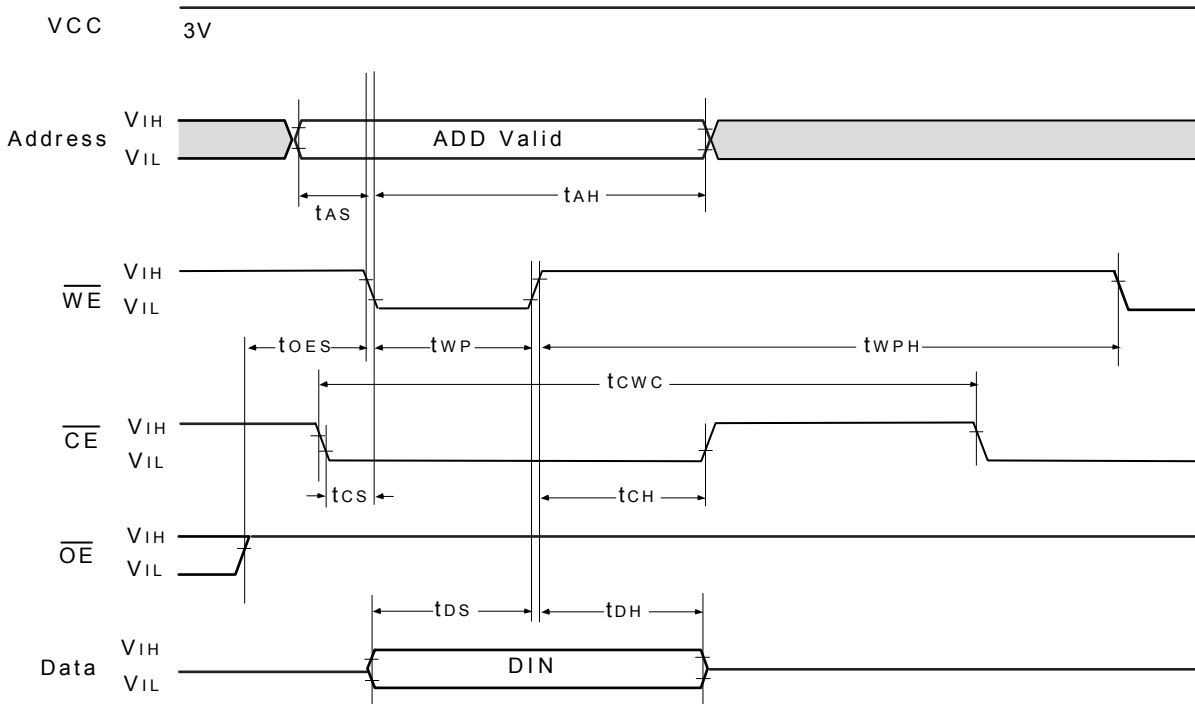 VCC
3V
Address
VIH
VIL
ADD Valid
tAS
tAH
WE
VIH
VIL
tOES
tWP
tWPH
tCWC
CE
VIH
VIL
tCS
tCH
OE
VIH
VIL
tDS
tDH
Data
VIH
VIL
DIN